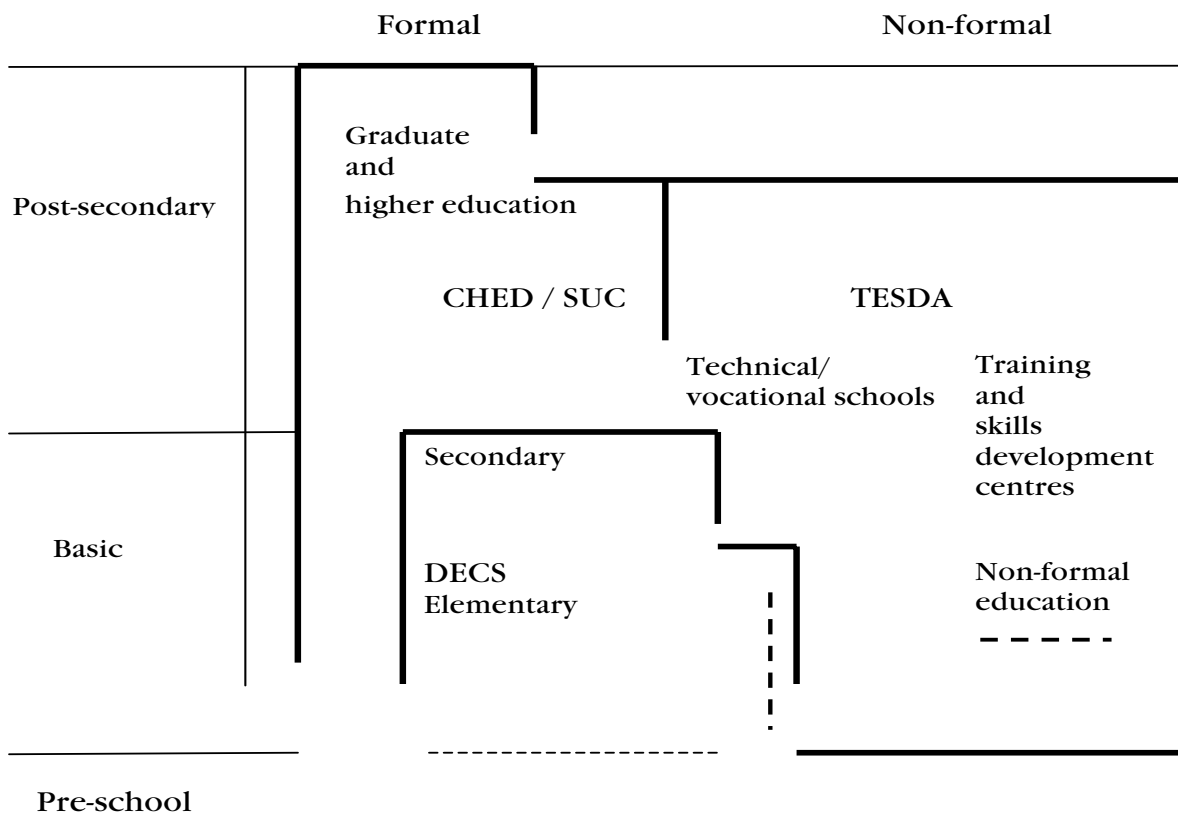 Formal
Non-formal
Graduate
and
higher education
Post-secondary
CHED / SUC
TESDA
Technical/
vocational schools
Training
and
skills
development
centres
Secondary
Basic
DECS
Elementary
Non-formal
education
Pre-school